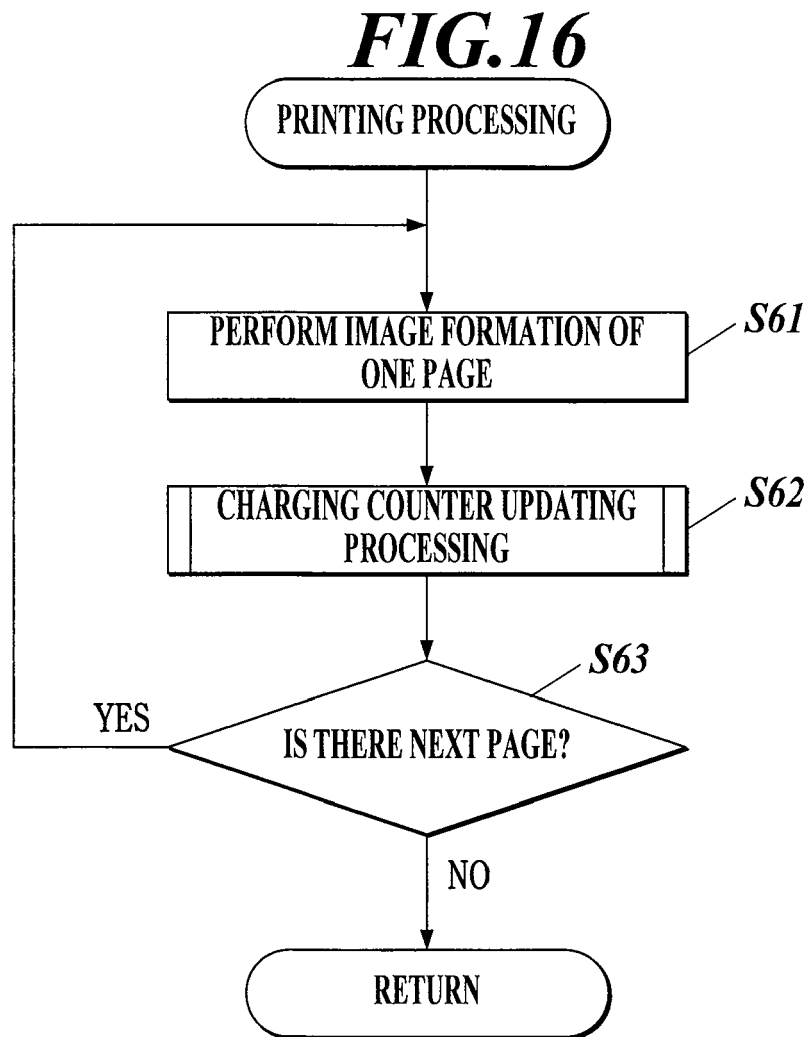 FIG.16
PRINTING PROCESSING
PERFORM IMAGE FORMATION OF
ONE PAGE
S61
CHARGING COUNTER UPDATING
PROCESSING
S62
S63
YES
IS THERE NEXT PAGE?
NO
RETURN